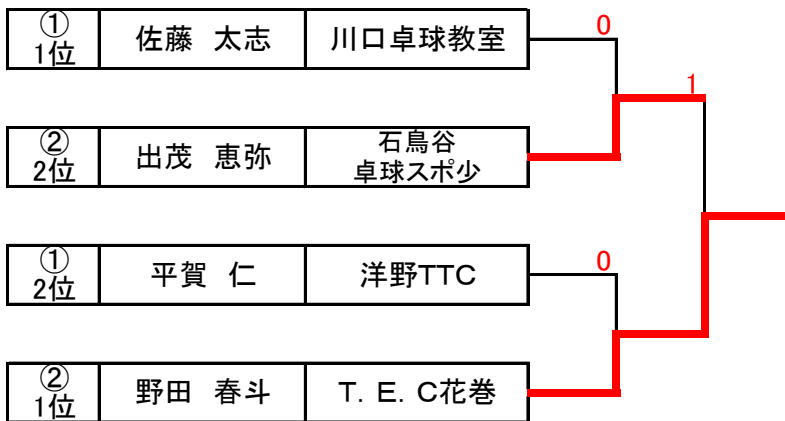 ① 1位 佐藤 太志 川口卓球教室 0
1
② 2位 出茂 恵弥 石鳥谷 卓球スポ少
① 2位 平賀 仁 洋野TTC 0
② 1位 野田 春斗 T. E. C花巻